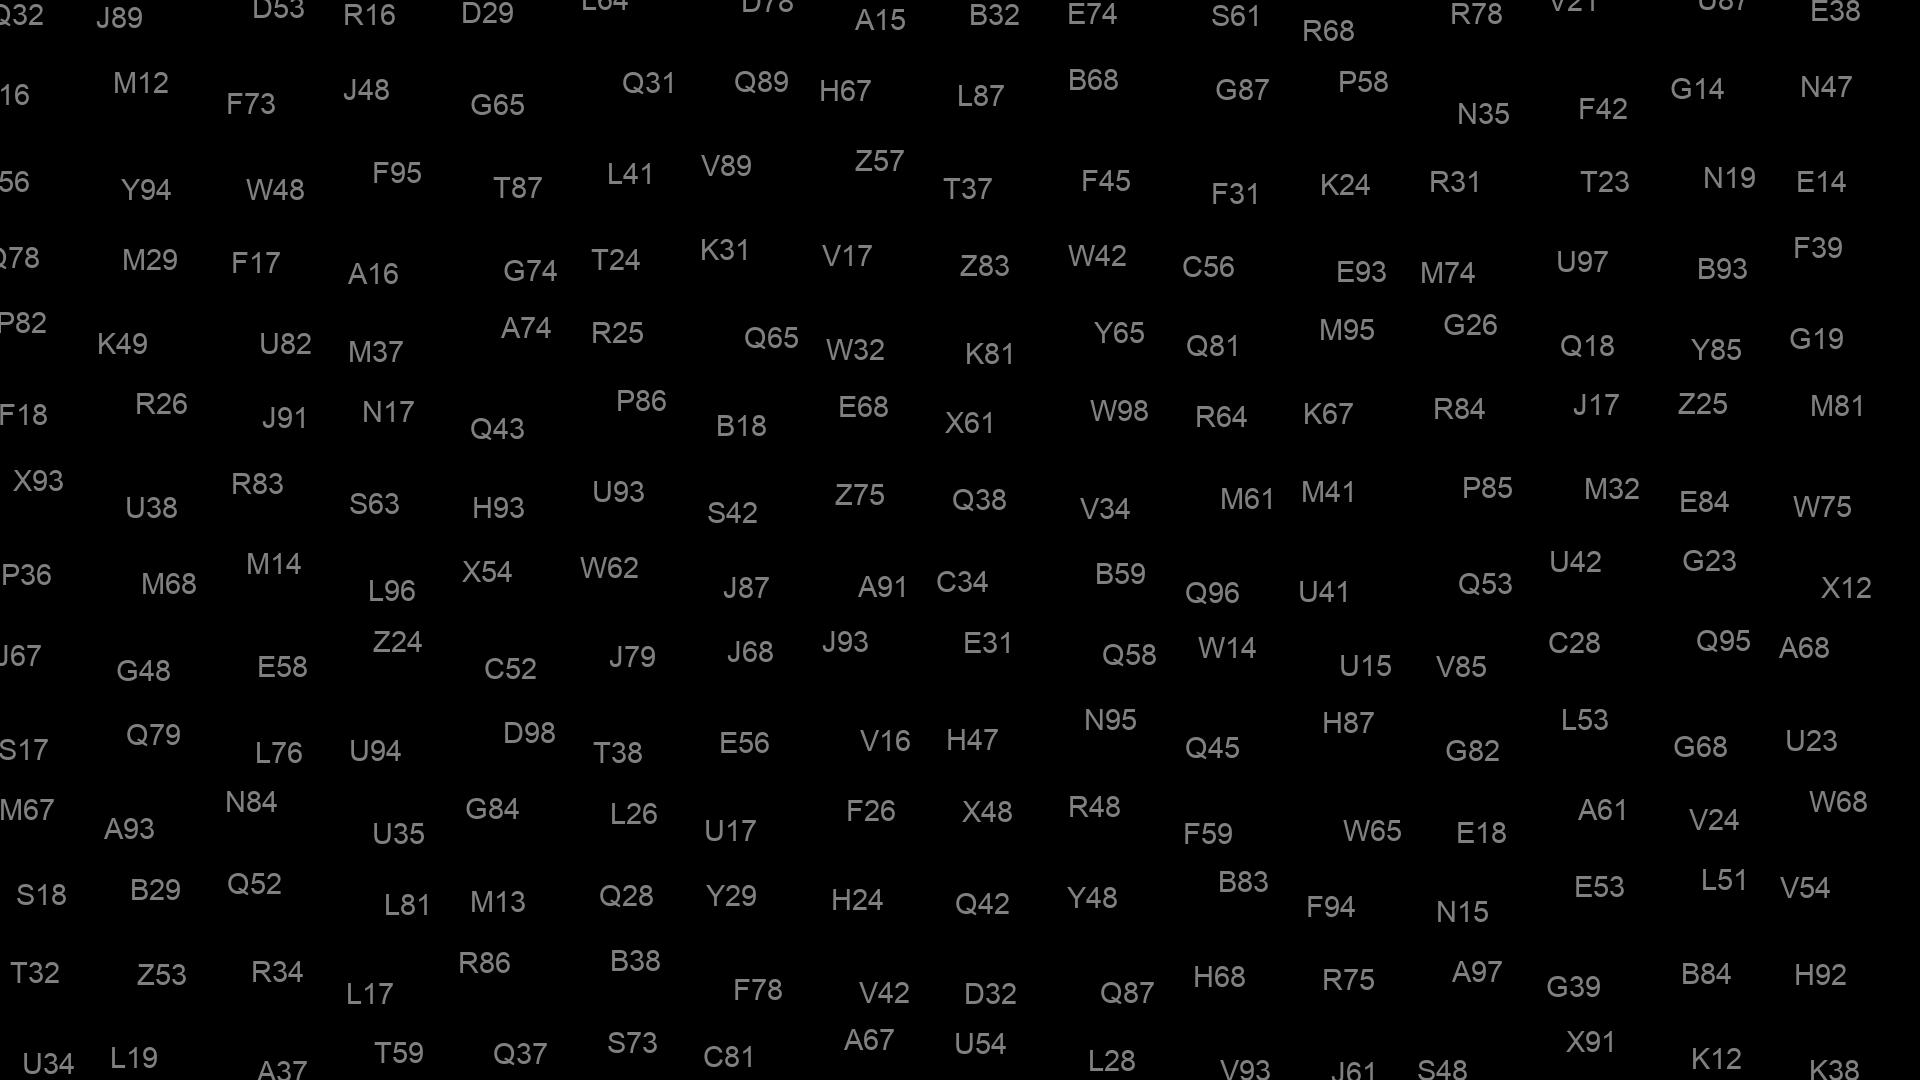 Q32 J89 D53 R16 D29 L64 D78 A15 B32 E74 S61 R68 R78 V21 U87 E38
16 M12 F73 J48 G65 Q31 Q89 H67 L87 B68 G87 P58 N35 F42 G14 N47
56 Y94 W48 F95 T87 L41 V89 Z57 T37 F45 F31 K24 R31 T23 N19 E14
Q78 M29 F17 A16 G74 T24 K31 V17 Z83 W42 C56 E93 M74 U97 B93 F39
P82 K49 U82 M37 A74 R25 Q65 W32 K81 Y65 Q81 M95 G26 Q18 Y85 G19
F18 R26 J91 N17 Q43 P86 B18 E68 X61 W98 R64 K67 R84 J17 Z25 M81
X93 U38 R83 S63 H93 U93 S42 Z75 Q38 V34 M61 M41 P85 M32 E84 W75
P36 M68 M14 L96 X54 W62 J87 A91 C34 B59 Q96 U41 Q53 U42 G23 X12
J67 G48 E58 Z24 C52 J79 J68 J93 E31 Q58 W14 U15 V85 C28 Q95 A68
S17 Q79 L76 U94 D98 T38 E56 V16 H47 N95 Q45 H87 G82 L53 G68 U23
M67 A93 N84 U35 G84 L26 U17 F26 X48 R48 F59 W65 E18 A61 V24 W68
S18 B29 Q52 L81 M13 Q28 Y29 H24 Q42 Y48 B83 F94 N15 E53 L51 V54
T32 Z53 R34 L17 R86 B38 F78 V42 D32 Q87 H68 R75 A97 G39 B84 H92
U34 L19 A37 T59 Q37 S73 C81 A67 U54 L28 V93 J61 S48 X91 K12 K38